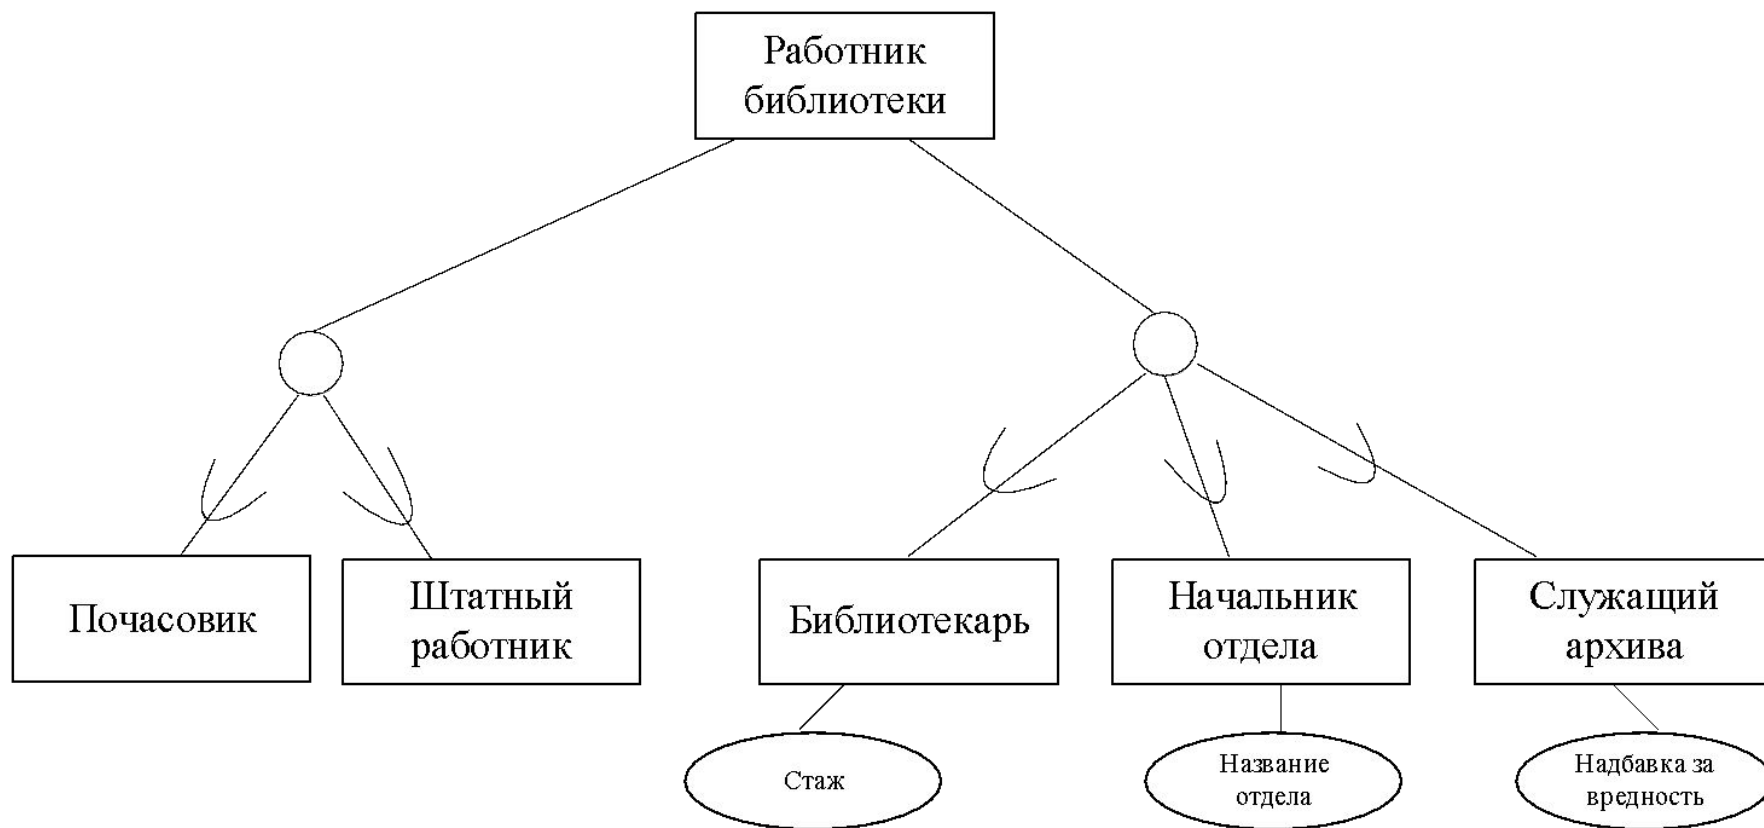 Работник
библиотеки
Почасовик
Штатный
работник
Библиотекарь
Начальник
отдела
Служащий
архива
Стаж
Название
отдела
Надбавка за
вредность